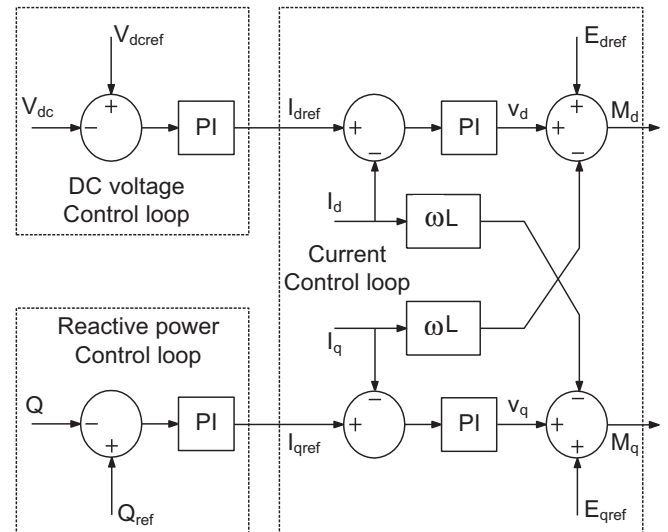 V_dcref
E_dref
V_dc
+
−
PI
I_dref
+
−
PI
v_d
+
+
−
M_d
DC voltage
Control loop
I_d
ωL
Current
Control loop
Reactive power
Control loop
I_q
ωL
Q
−
+
PI
I_qref
−
+
PI
v_q
−
+
+
M_q
Q_ref
E_qref